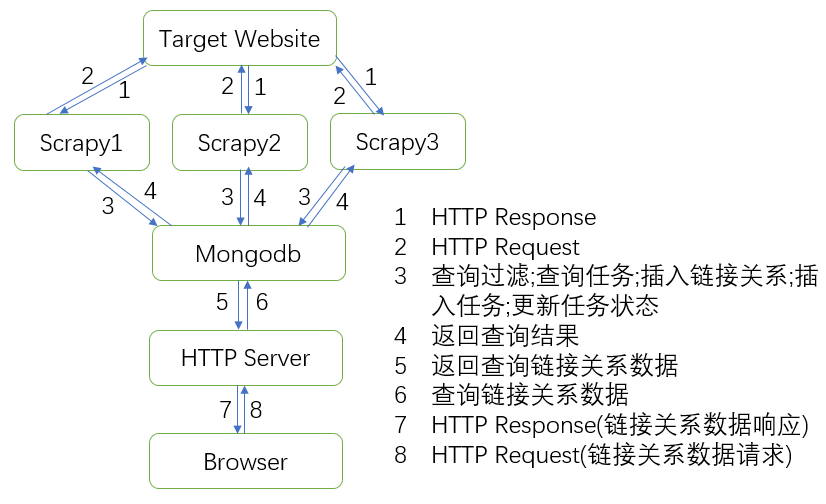 Target Website
2
1
2
1
1
2
Scrapy1
Scrapy2
Scrapy3
3
4
3
4
3
4
Mongodb
5
6
HTTP Server
7
8
Browser
1 HTTP Response
2 HTTP Request
3 查询过滤;查询任务;插入链接关系;插
入任务;更新任务状态
4 返回查询结果
5 返回查询链接关系数据
6 查询链接关系数据
7 HTTP Response(链接关系数据响应)
8 HTTP Request(链接关系数据请求)